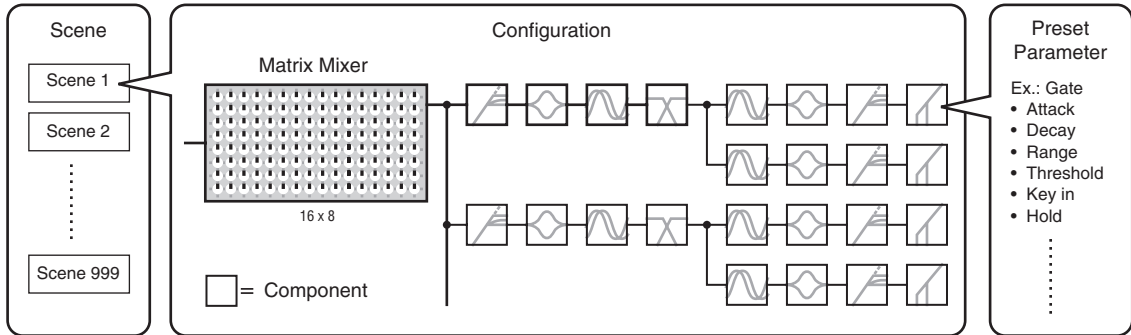 Scene
Scene 1
Scene 2
Scene 999
Configuration
Matrix Mixer
16 x 8
= Component
Preset
Parameter
Ex.: Gate
• Attack
• Decay
• Range
• Threshold
• Key in
• Hold